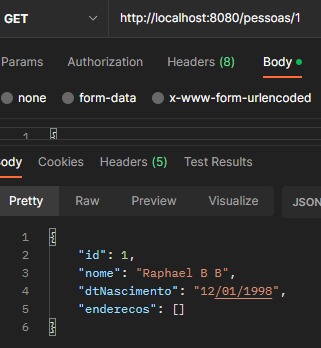 GET http://localhost:8080/pessoas/1
Params Authorization Headers (8) Body
none form-data x-www-form-urlencoded
1 {
Body Cookies Headers (5) Test Results
Pretty Raw Preview Visualize JSON
1 {
2 "id": 1,
3 "nome": "Raphael B B",
4 "dtNascimento": "12/01/1998",
5 "enderecos": []
6 }